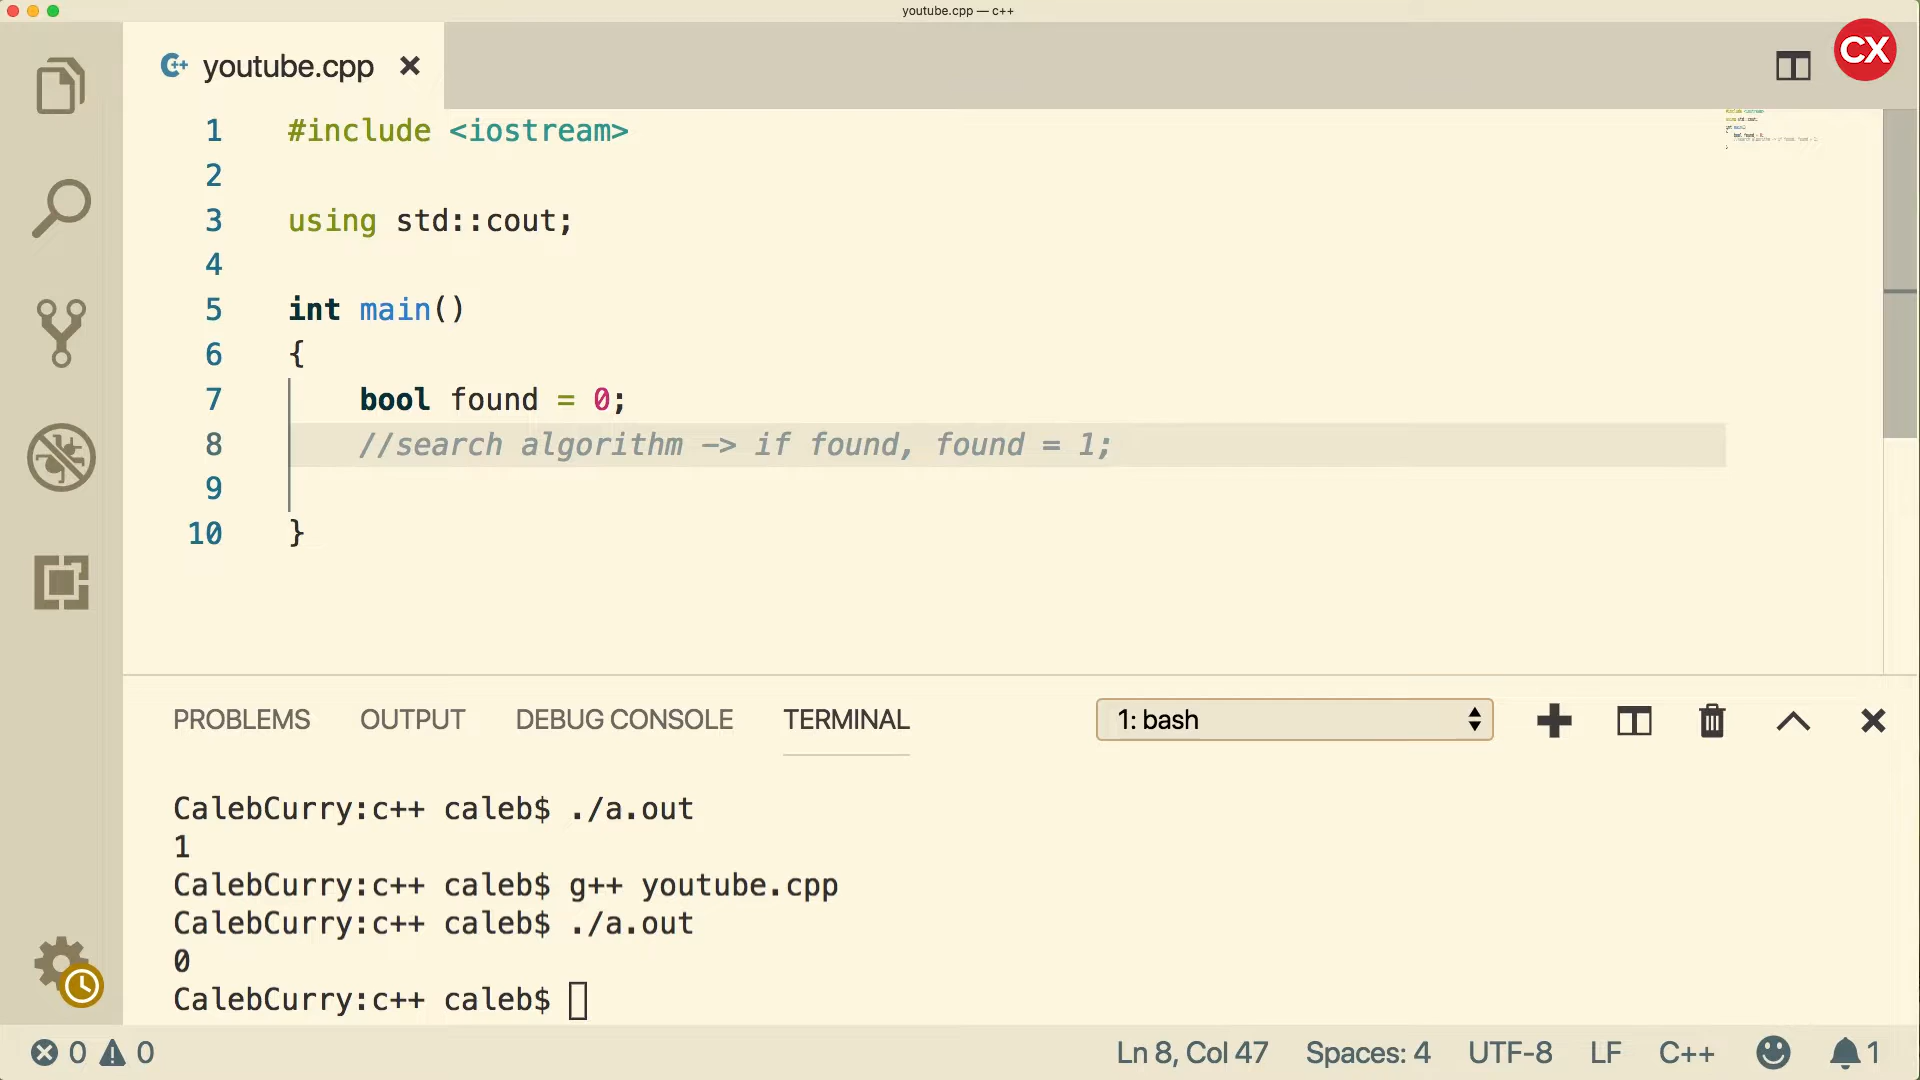 youtube.cpp — c++
youtube.cpp
CX
1 #include <iostream>
2
3 using std::cout;
4
5 int main()
6 {
7 bool found = 0;
8 //search algorithm -> if found, found = 1;
9
10 }
PROBLEMS OUTPUT DEBUG CONSOLE TERMINAL 1: bash
CalebCurry:c++ caleb$ ./a.out
1
CalebCurry:c++ caleb$ g++ youtube.cpp
CalebCurry:c++ caleb$ ./a.out
0
CalebCurry:c++ caleb$
0 0 Ln 8, Col 47 Spaces: 4 UTF-8 LF C++ 1